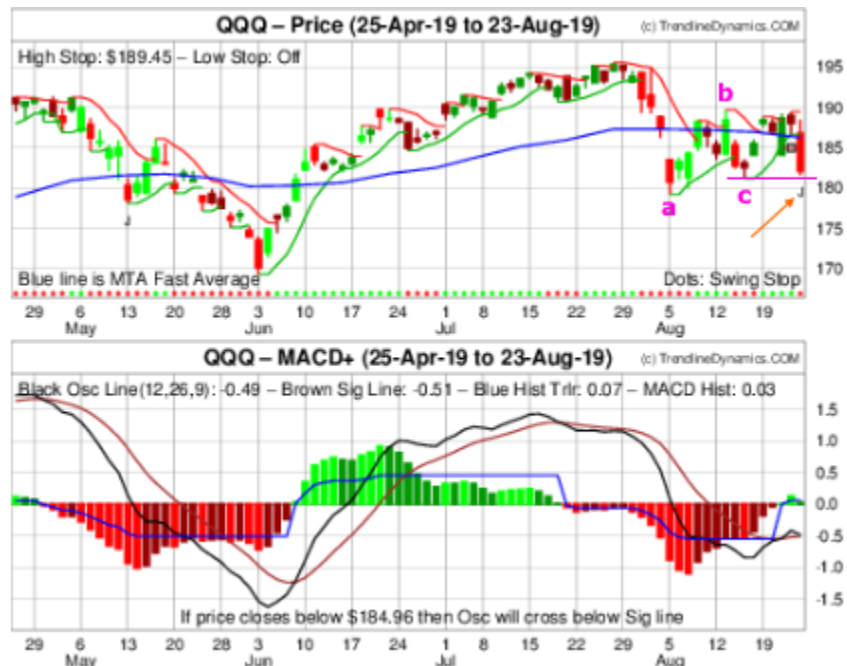 QQQ – Price (25-Apr-19 to 23-Aug-19) (c) TrendlineDynamics.COM
High Stop: $189.45 – Low Stop: Off
195
b
190
185
180
a
c
J
J
170
Blue line is MTA Fast Average
Dots: Swing Stop
29 6 13 20 28 3 10 17 24 1 8 15 22 29 5 12 19
May Jun Jul Aug
QQQ – MACD+ (25-Apr-19 to 23-Aug-19) (c) TrendlineDynamics.COM
Black Osc Line(12,26,9): -0.49 – Brown Sig Line: -0.51 – Blue Hist Trlr: 0.07 – MACD Hist: 0.03
1.5
1.0
0.5
0.0
-0.5
-1.0
-1.5
If price closes below $184.96 then Osc will cross below Sig line
29 6 13 20 28 3 10 17 24 1 8 15 22 29 5 12 19
May Jun Jul Aug